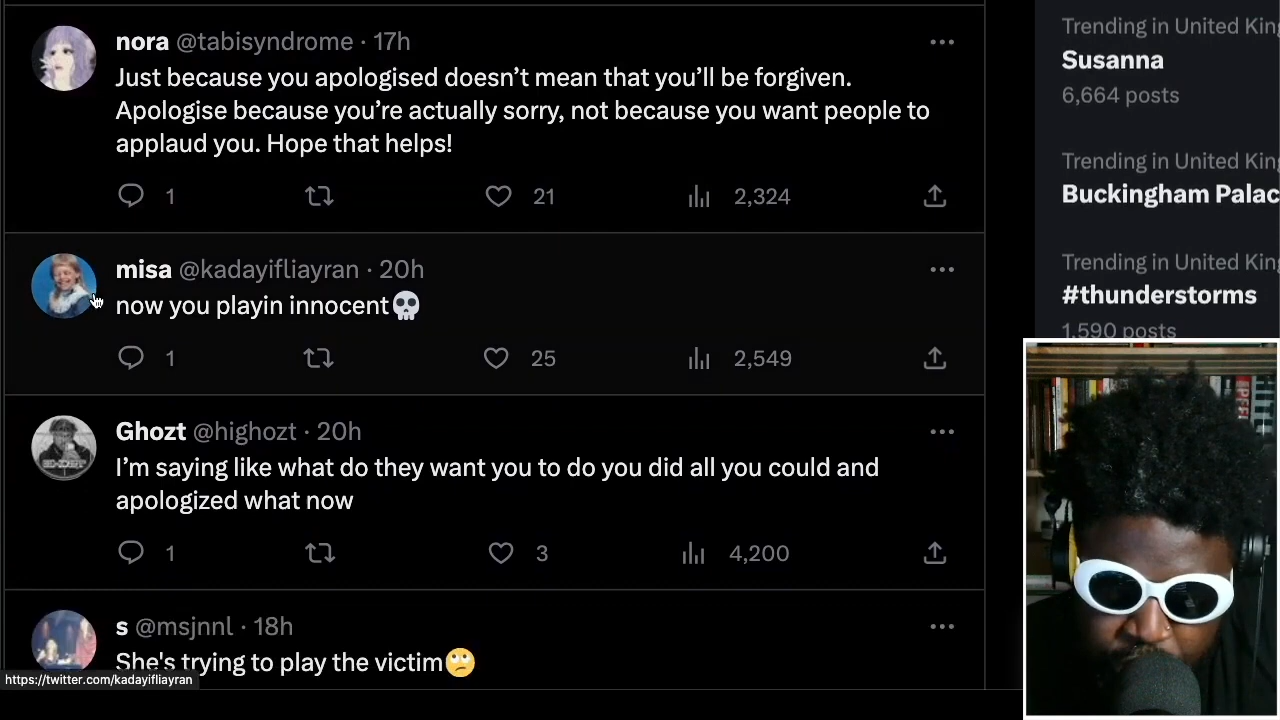 nora @tabisyndrome · 17h
Just because you apologised doesn’t mean that you’ll be forgiven.
Apologise because you’re actually sorry, not because you want people to
applaud you. Hope that helps!
1 21 2,324
misa @kadayifliayran · 20h
now you playin innocent💀
1 25 2,549
Ghozt @highozt · 20h
I’m saying like what do they want you to do you did all you could and
apologized what now
1 3 4,200
s @msjnnl · 18h
She's trying to play the victim🙄
https://twitter.com/kadayifliayran
Trending in United King
Susanna
6,664 posts
Trending in United King
Buckingham Palac
Trending in United King
#thunderstorms
1,590 posts